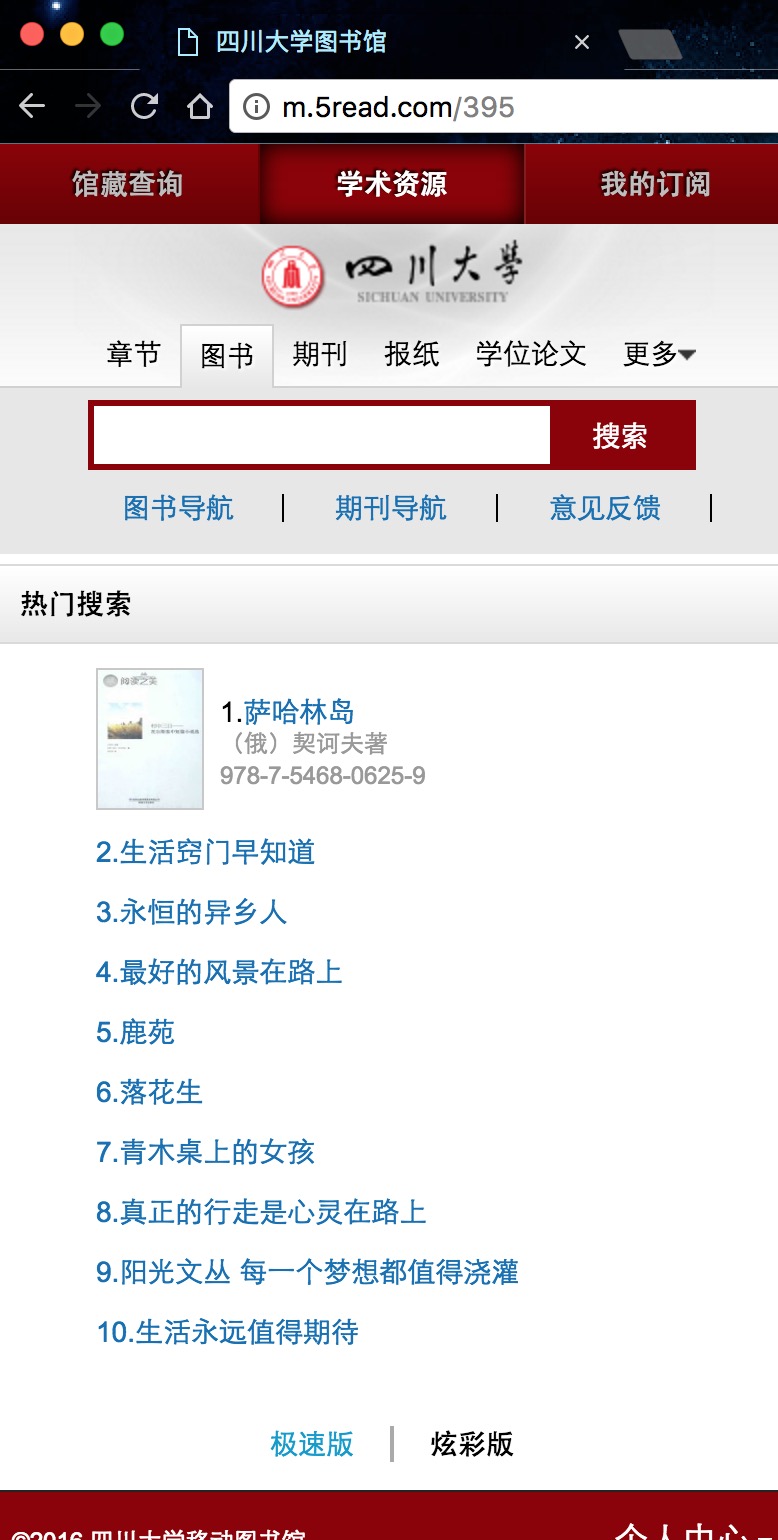 四川大学图书馆
m.5read.com/395
馆藏查询 学术资源 我的订阅
四川大學
SICHUAN UNIVERSITY
章节 图书 期刊 报纸 学位论文 更多
搜索
图书导航 | 期刊导航 | 意见反馈 |
热门搜索
阅读之美
1.萨哈林岛
（俄）契诃夫著
978-7-5468-0625-9
2.生活窍门早知道
3.永恒的异乡人
4.最好的风景在路上
5.鹿苑
6.落花生
7.青木桌上的女孩
8.真正的行走是心灵在路上
9.阳光文丛 每一个梦想都值得浇灌
10.生活永远值得期待
极速版 | 炫彩版
©2016 四川大学移动图书馆 个人中心